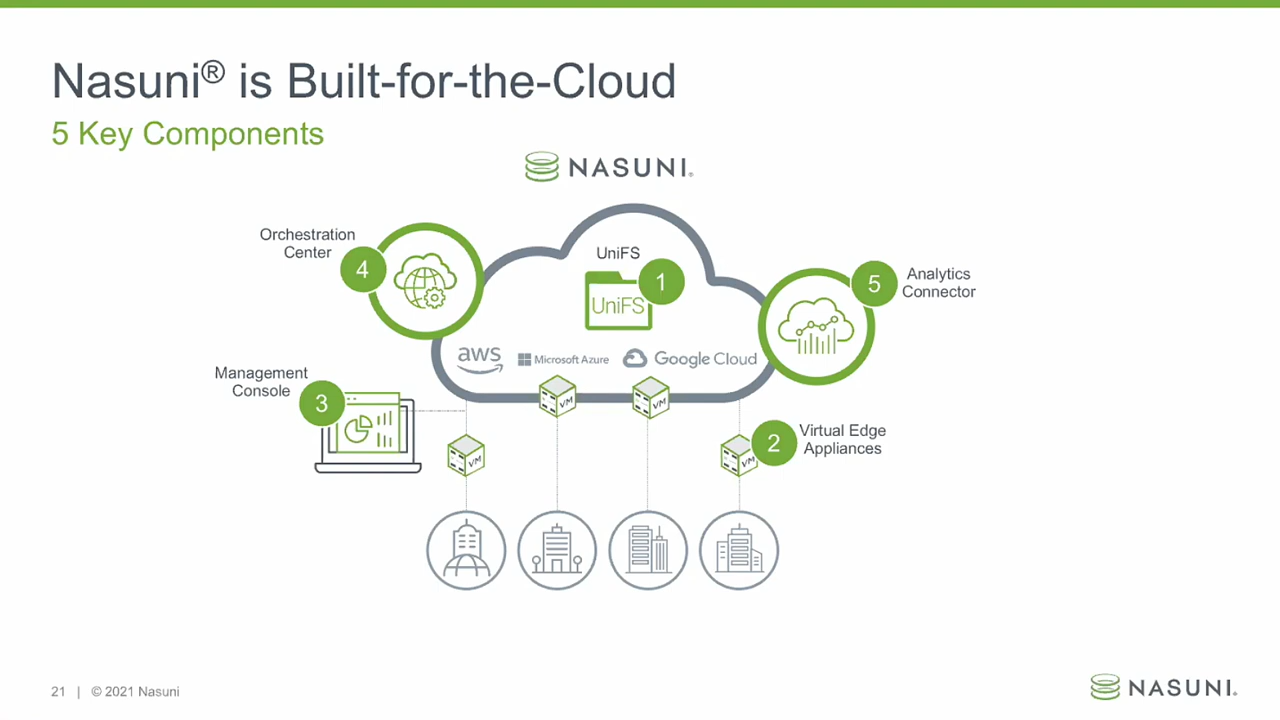 Nasuni® is Built-for-the-Cloud
5 Key Components
NASUNI®
Orchestration
Center
4
UniFS
1
UniFS
5
Analytics
Connector
aws
Microsoft Azure
Google Cloud
Management
Console
3
VM
VM
VM
VM
2
Virtual Edge
Appliances
21 | © 2021 Nasuni
NASUNI®